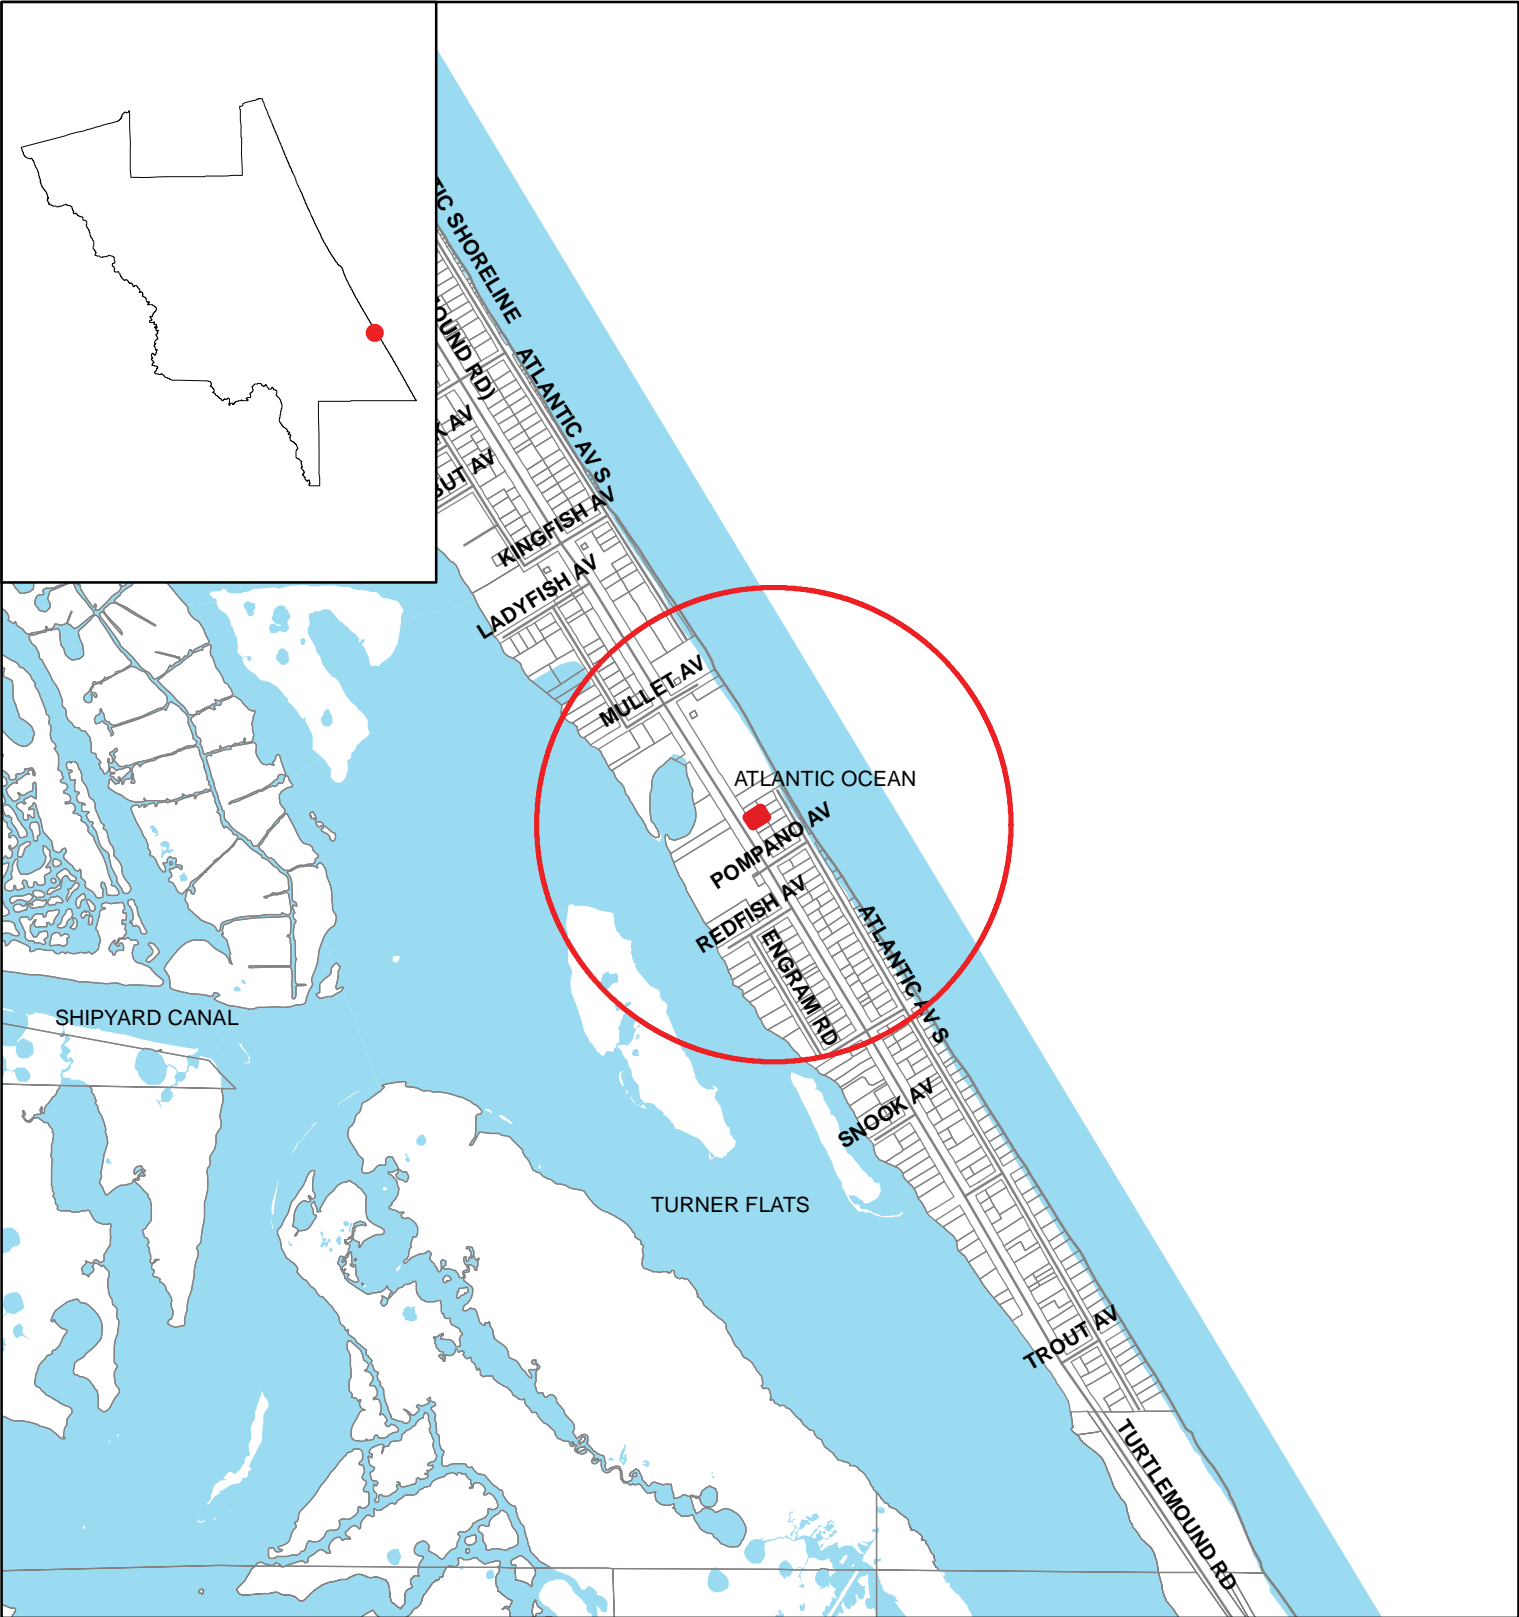 TIC SHORELINE
OUND RD)
ATLANTIC AV S
K AV
BUT AV
KINGFISH AV
LADYFISH AV
MULLET AV
ATLANTIC OCEAN
POMPANO AV
REDFISH AV
ENGRAM RD
ATLANTIC AV S
SHIPYARD CANAL
SNOOK AV
TURNER FLATS
TROUT AV
TURTLEMOUND RD